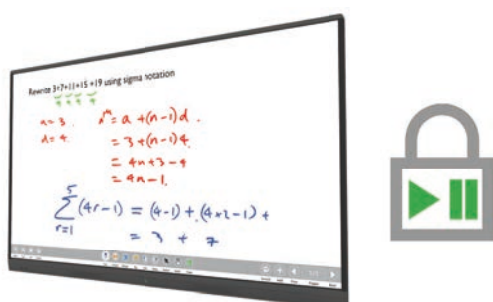 Rewrite 3+7+11+15+19 using sigma notation
4 4 4 4
a=3 nth = a + (n-1)d.
d=4. = 3+(n-1)4
= 4n+3-4
= 4n-1.
5
∑ (4r-1) = (4-1) + (4×2-1) +
r=1
= 3 + 7